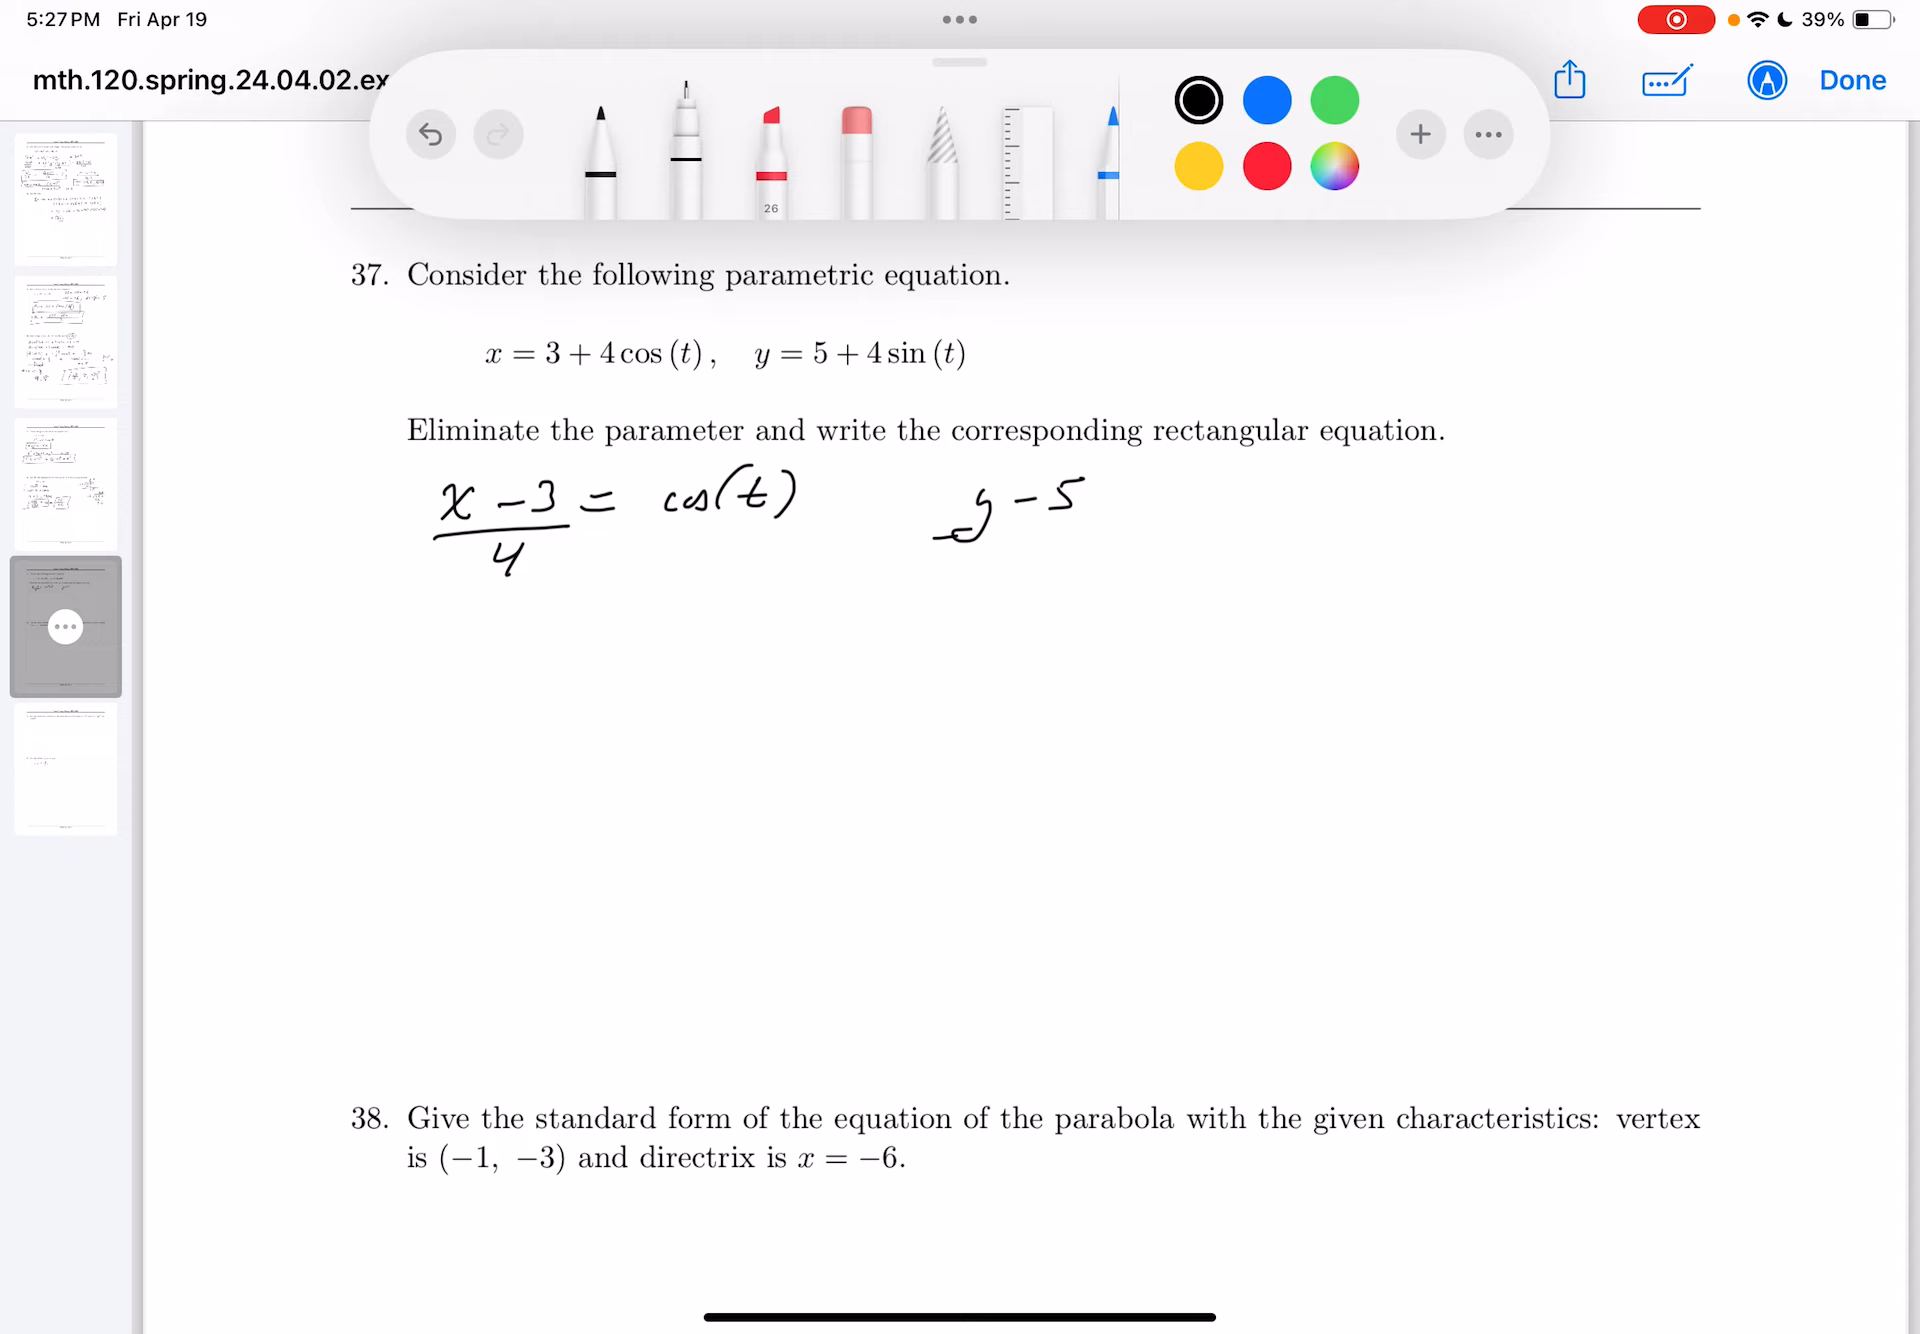 5:27 PM Fri Apr 19
39%
mth.120.spring.24.04.02.ex
Done
26
37. Consider the following parametric equation.
x = 3 + 4 cos (t), y = 5 + 4 sin (t)
Eliminate the parameter and write the corresponding rectangular equation.
x - 3 = cos(t) y - 5
4
38. Give the standard form of the equation of the parabola with the given characteristics: vertex
is (−1, −3) and directrix is x = −6.